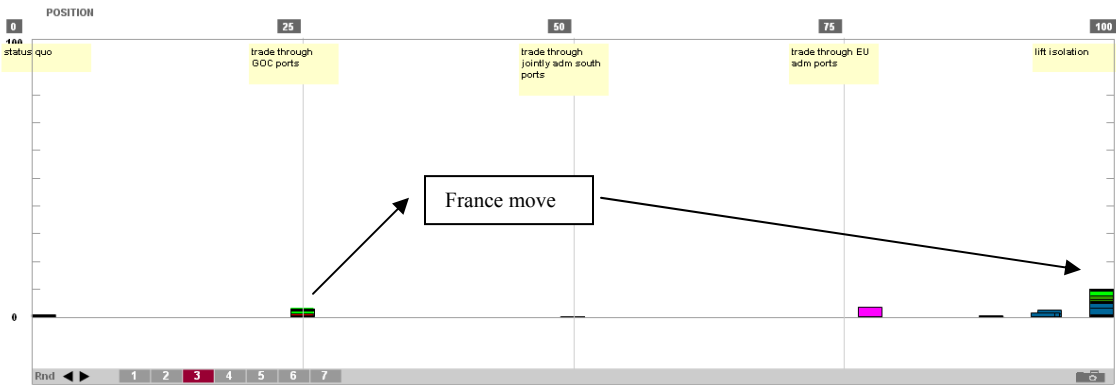 POSITION
0 25 50 75 100
100
status quo
trade through
GOC ports
trade through
jointly adm south
ports
trade through EU
adm ports
lift isolation
France move
0
Rnd 1 2 3 4 5 6 7